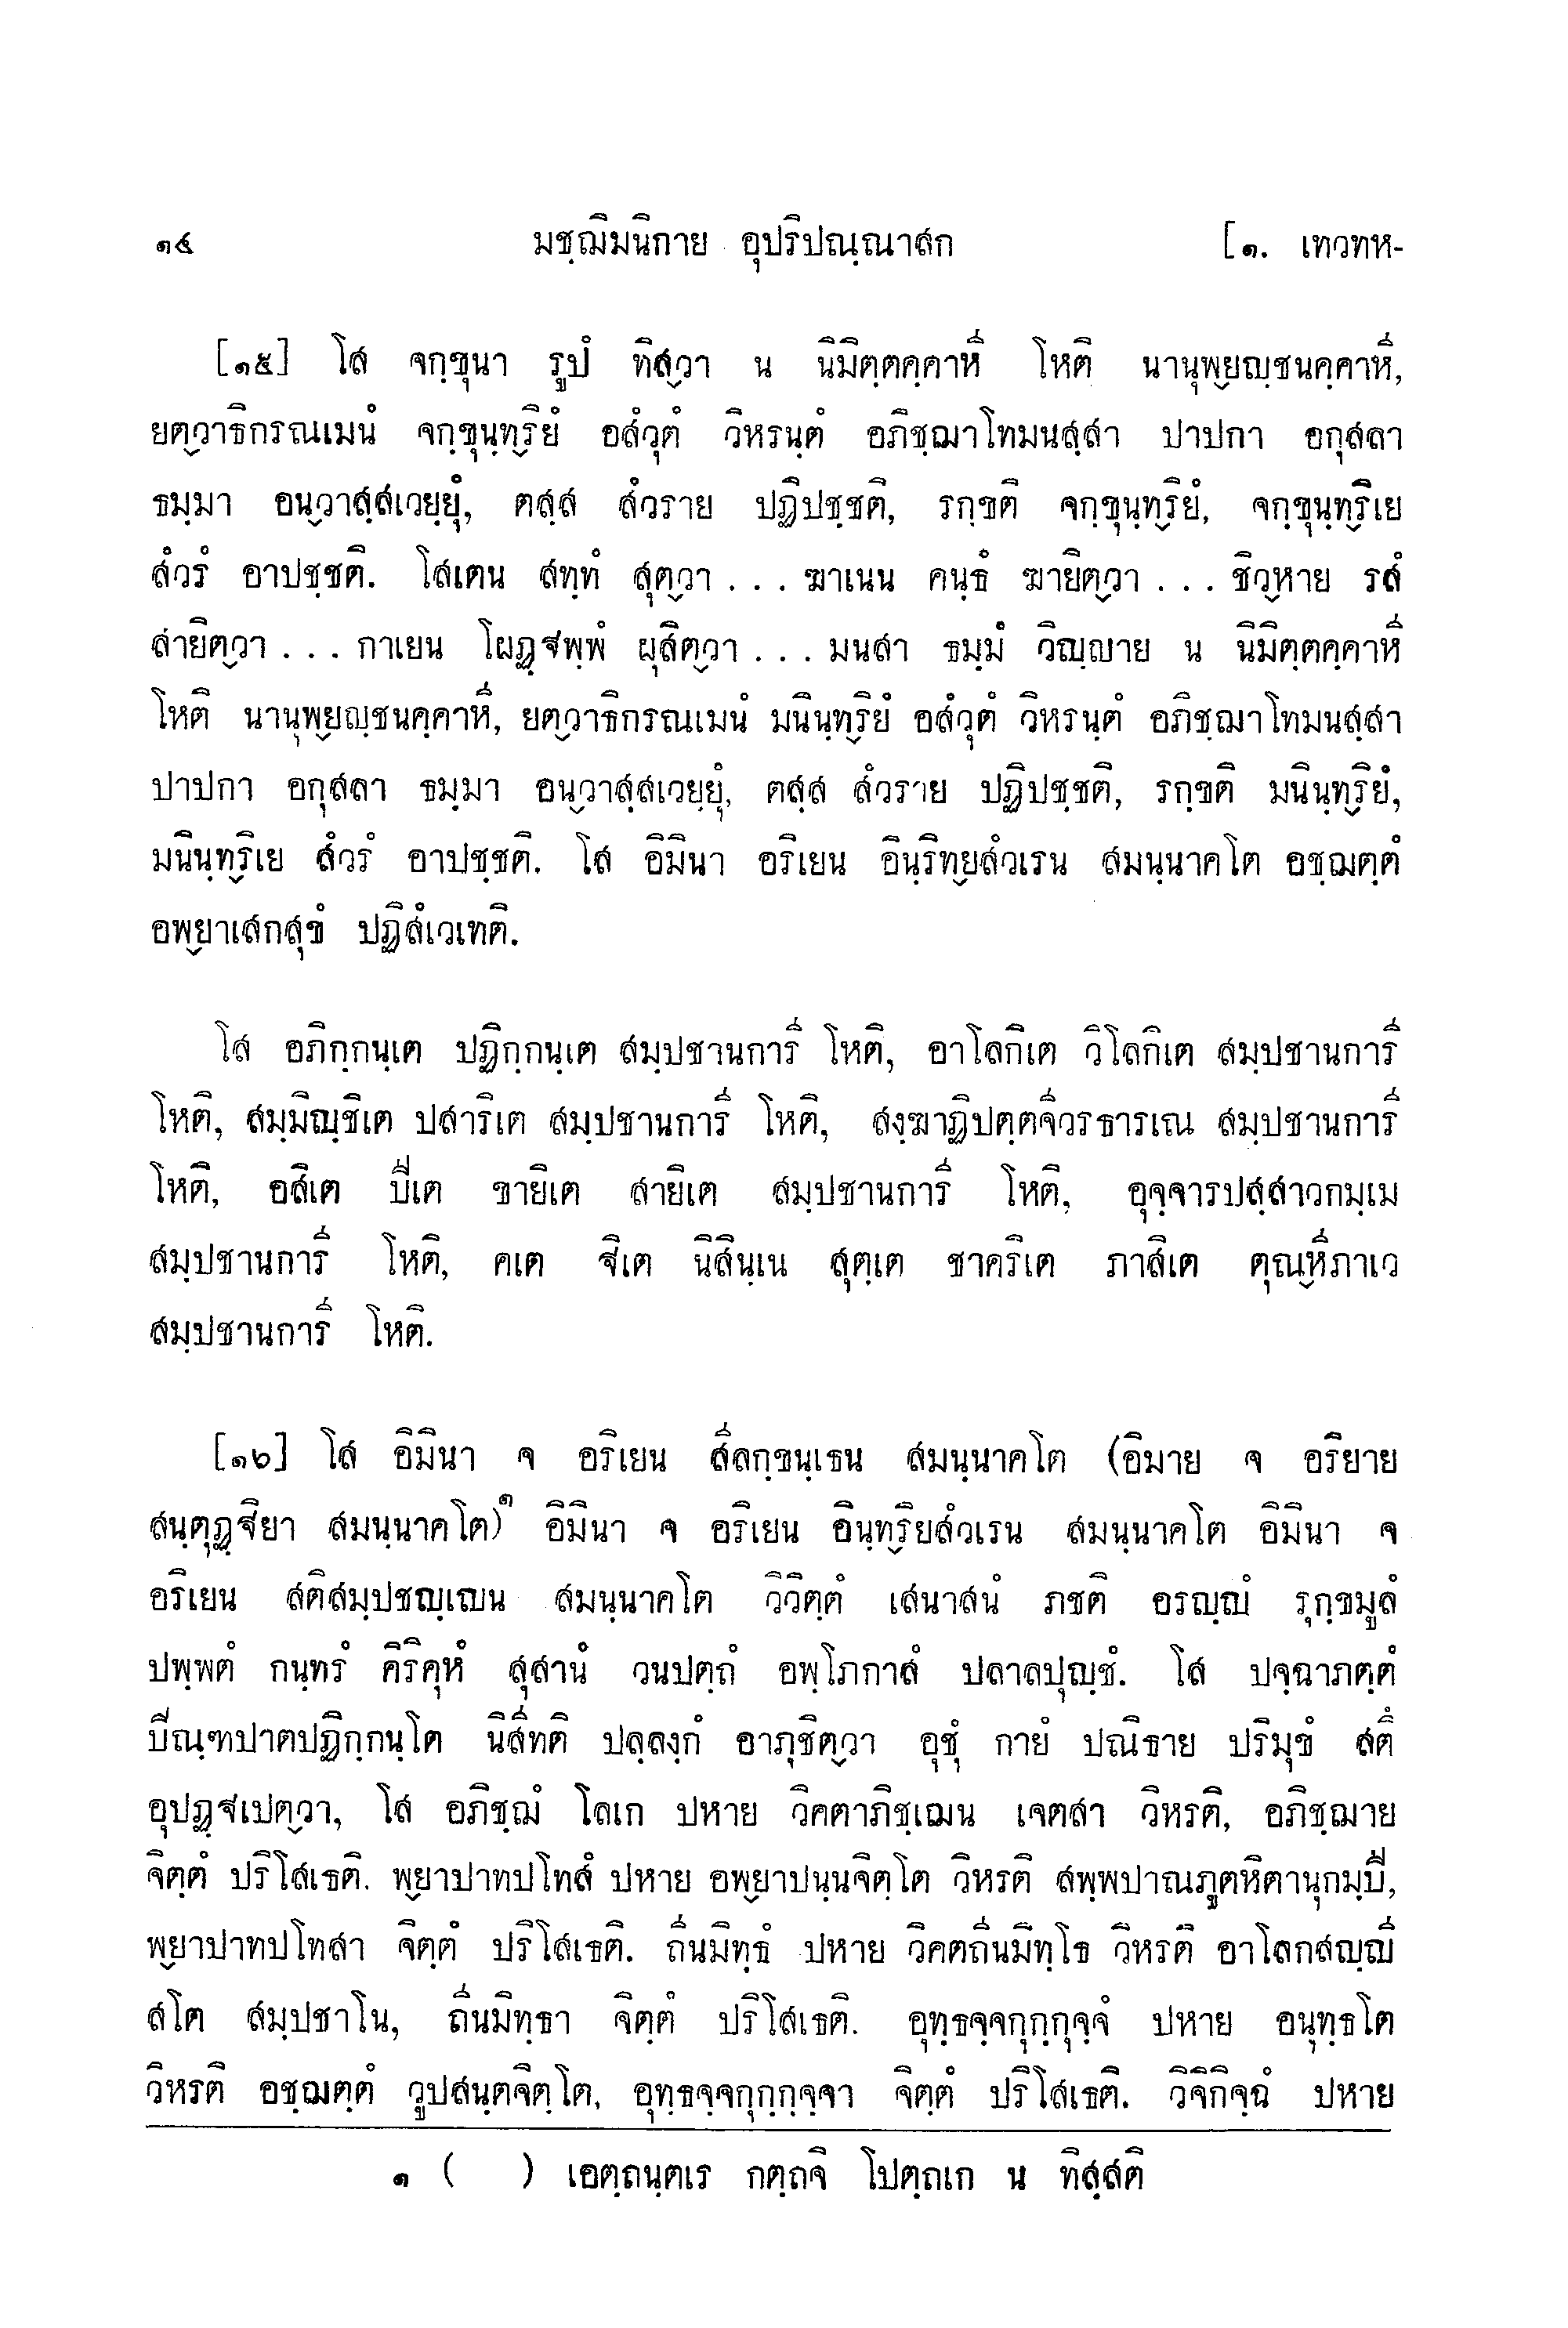 ๑๔ มชฺฌิมนิกาย อุปริปณฺณาสก [๑. เทวทห-
[๑๕] โส จกฺขุนา รูปํ ทิสฺวา น นิมิตฺตคฺคาหี โหติ นานุพฺยญฺชนคฺคาหี,
ยตฺวาธิกรณเมนํ จกฺขุนฺทฺริยํ อสํวุตํ วิหรนฺตํ อภิชฺฌาโทมนสฺสา ปาปกา อกุสลา
ธมฺมา อนฺวาสฺสเวยฺยุํ, ตสฺส สํวราย ปฏิปชฺชติ, รกฺขติ จกฺขุนฺทฺริยํ, จกฺขุนฺทฺริเย
สํวรํ อาปชฺชติ. โสเตน สทฺทํ สุตฺวา ... ฆาเนน คนฺธํ ฆายิตฺวา ... ชิวฺหาย รสํ
สายิตฺวา ... กาเยน โผฏฺฐพฺพํ ผุสิตฺวา ... มนสา ธมฺมํ วิญฺญาย น นิมิตฺตคฺคาหี
โหติ นานุพฺยญฺชนคฺคาหี, ยตฺวาธิกรณเมนํ มนินฺทฺริยํ อสํวุตํ วิหรนฺตํ อภิชฺฌาโทมนสฺสา
ปาปกา อกุสลา ธมฺมา อนฺวาสฺสเวยฺยุํ, ตสฺส สํวราย ปฏิปชฺชติ, รกฺขติ มนินฺทฺริยํ,
มนินฺทฺริเย สํวรํ อาปชฺชติ. โส อิมินา อริเยน อินฺริทฺยสํวเรน สมนฺนาคโต อชฺฌตฺตํ
อพฺยาเสกสุขํ ปฏิสํเวเทติ.
โส อภิกฺกนฺเต ปฏิกฺกนฺเต สมฺปชานการี โหติ, อาโลกิเต วิโลกิเต สมฺปชานการี
โหติ, สมฺมิญฺชิเต ปสาริเต สมฺปชานการี โหติ, สงฺฆาฏิปตฺตจีวรธารเณ สมฺปชานการี
โหติ, อสิเต ปีเต ขายิเต สายิเต สมฺปชานการี โหติ, อุจฺจารปสฺสาวกมฺเม
สมฺปชานการี โหติ, คเต ฐิเต นิสินฺเน สุตฺเต ชาคริเต ภาสิเต ตุณฺหีภาเว
สมฺปชานการี โหติ.
[๑๖] โส อิมินา จ อริเยน สีลกฺขนฺเธน สมนฺนาคโต (อิมาย จ อริยาย
สนฺตุฏฺฐิยา สมนฺนาคโต)๑ อิมินา จ อริเยน อินฺทฺริยสํวเรน สมนฺนาคโต อิมินา จ
อริเยน สติสมฺปชญฺเญน สมนฺนาคโต วิวิตฺตํ เสนาสนํ ภชติ อรญฺญํ รุกฺขมูลํ
ปพฺพตํ กนฺทรํ คิริคุหํ สุสานํ วนปตฺถํ อพฺโภกาสํ ปลาลปุญฺชํ. โส ปจฺฉาภตฺตํ
ปิณฺฑปาตปฏิกฺกนฺโต นิสีทติ ปลฺลงฺกํ อาภุชิตฺวา อุชุํ กายํ ปณิธาย ปริมุขํ สตึ
อุปฏฺฐเปตฺวา, โส อภิชฺฌํ โลเก ปหาย วิคตาภิชฺเฌน เจตสา วิหรติ, อภิชฺฌาย
จิตฺตํ ปริโสเธติ. พฺยาปาทปโทสํ ปหาย อพฺยาปนฺนจิตฺโต วิหรติ สพฺพปาณภูตหิตานุกมฺปี,
พฺยาปาทปโทสา จิตฺตํ ปริโสเธติ. ถีนมิทฺธํ ปหาย วิคตถีนมิทฺโธ วิหรติ อาโลกสญฺญี
สโต สมฺปชาโน, ถีนมิทฺธา จิตฺตํ ปริโสเธติ. อุทฺธจฺจกุกฺกุจฺจํ ปหาย อนุทฺธโต
วิหรติ อชฺฌตฺตํ วูปสนฺตจิตฺโต, อุทฺธจฺจกุกฺกุจฺจา จิตฺตํ ปริโสเธติ. วิจิกิจฺฉํ ปหาย
๑ ( ) เอตฺถนฺตเร กตฺถจิ โปตฺถเก น ทิสฺสติ